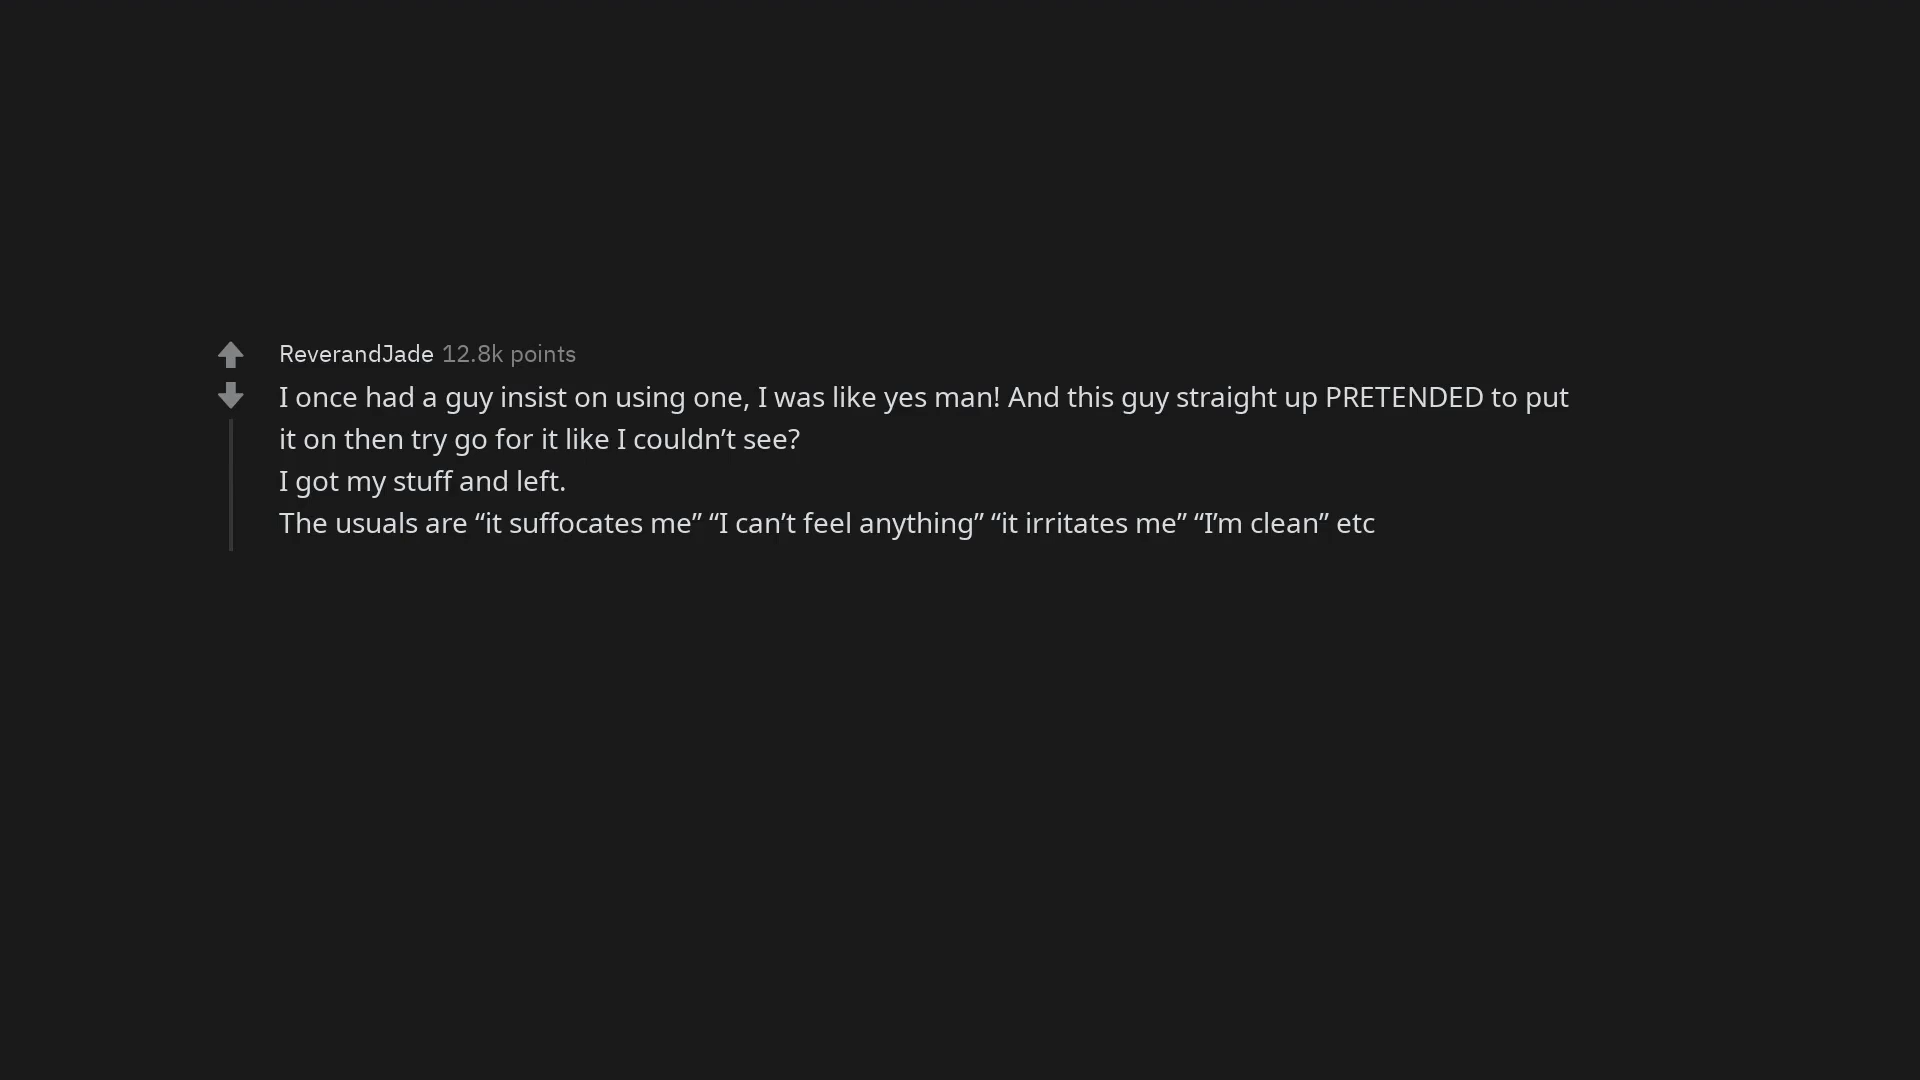 ReverandJade 12.8k points
I once had a guy insist on using one, I was like yes man! And this guy straight up PRETENDED to put
it on then try go for it like I couldn’t see?
I got my stuff and left.
The usuals are “it suffocates me” “I can’t feel anything” “it irritates me” “I’m clean” etc